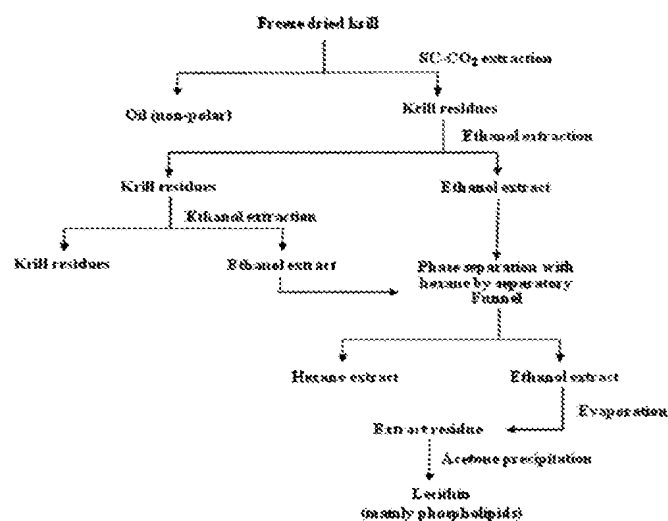 Freeze dried krill
SC-CO₂ extraction
Oil (non-polar)
Krill residues
Ethanol extraction
Krill residues
Ethanol extract
Ethanol extraction
Krill residues
Ethanol extract
Phase separation with
hexane by separatory
Funnel
Hexane extract
Ethanol extract
Evaporation
Extract residue
Acetone precipitation
Lecithin
(mainly phospholipids)